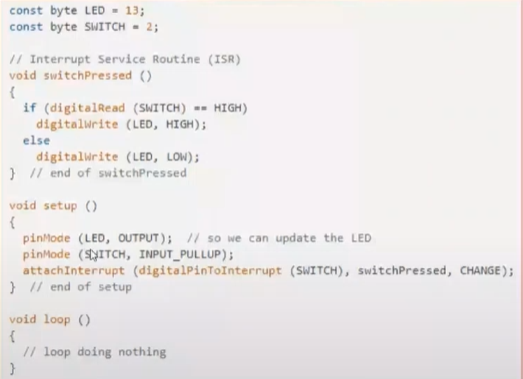 const byte LED = 13;
const byte SWITCH = 2;
// Interrupt Service Routine (ISR)
void switchPressed ()
{
if (digitalRead (SWITCH) == HIGH)
digitalWrite (LED, HIGH);
else
digitalWrite (LED, LOW);
} // end of switchPressed
void setup ()
{
pinMode (LED, OUTPUT); // so we can update the LED
pinMode (SWITCH, INPUT_PULLUP);
attachInterrupt (digitalPinToInterrupt (SWITCH), switchPressed, CHANGE);
} // end of setup
void loop ()
{
// loop doing nothing
}